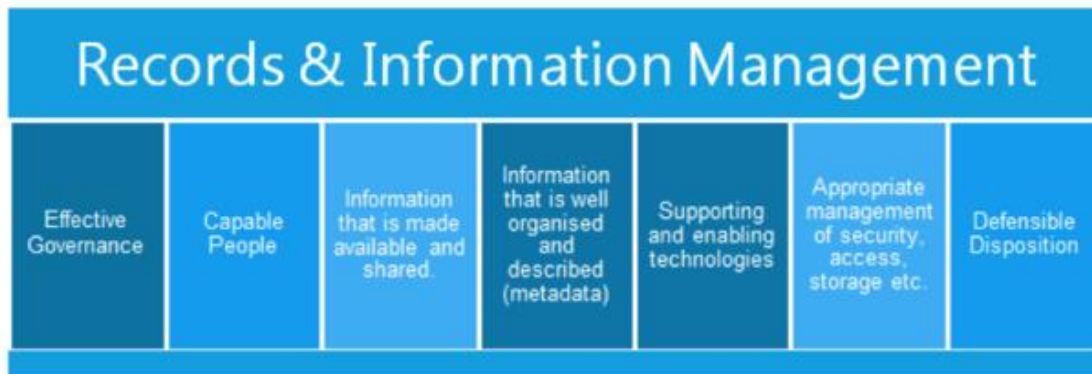 Records & Information Management
Effective
Governance
Capable
People
Information
that is made
available and
shared.
Information
that is well
organised
and
described
(metadata)
Supporting
and enabling
technologies
Appropriate
management
of security,
access,
storage etc.
Defensible
Disposition